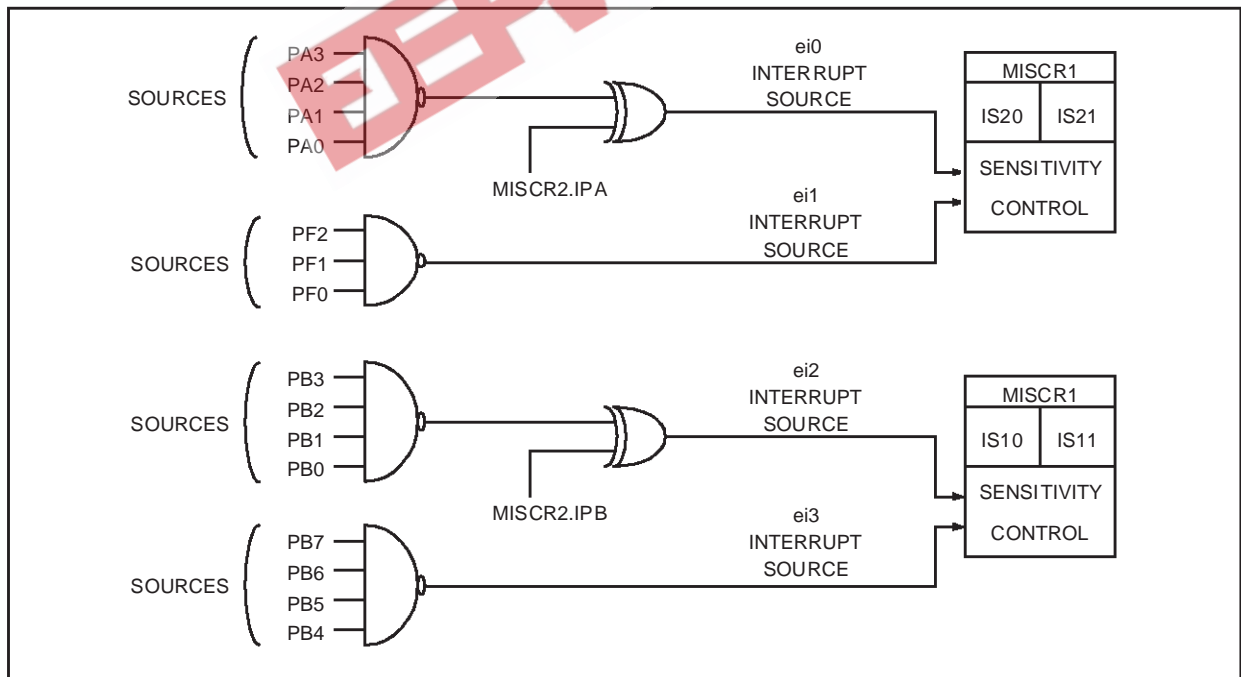 SOURCES
PA3
PA2
PA1
PA0
MISCR2.IPA
ei0
INTERRUPT
SOURCE
MISCR1
IS20 IS21
SENSITIVITY
CONTROL
SOURCES
PF2
PF1
PF0
ei1
INTERRUPT
SOURCE
SOURCES
PB3
PB2
PB1
PB0
MISCR2.IPB
ei2
INTERRUPT
SOURCE
MISCR1
IS10 IS11
SENSITIVITY
CONTROL
SOURCES
PB7
PB6
PB5
PB4
ei3
INTERRUPT
SOURCE